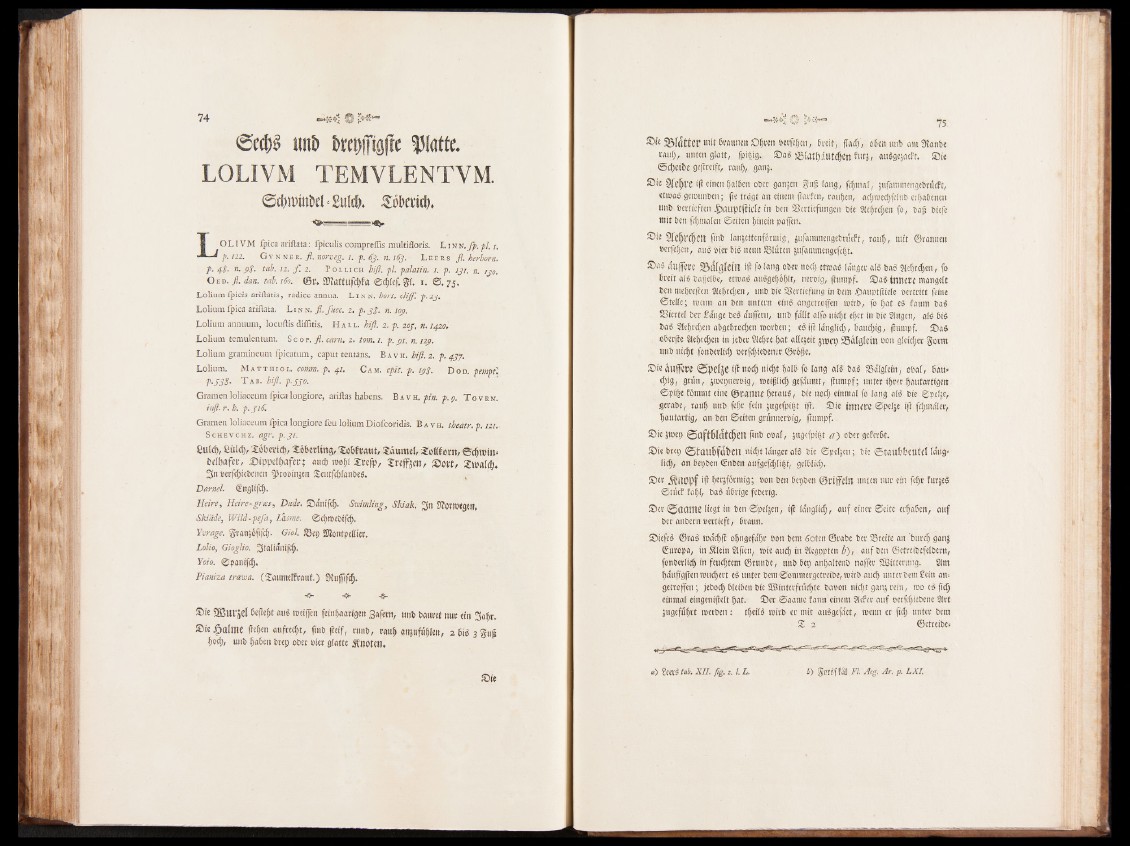 74
Sechs und dreyssigste Platte.
LOLIVM TEMVLENTVM.
Schwindel-Lulch. Töberich.
LOLIVM spica aristata: spiculis compressis multifloris. LINN. sp. pl. 1.
p. 122. GVNNER. fl. norveg. 1. p. 63. n. 163. LEERS fl. herborn.
p. 48. n. 98. tab. 12. f. 2. POLLICH hist. pl. palatin. 1. p. 131. n. 130.
OED. fl. dan. tab. 160. Gr. Mattuschka Schles. Fl. 1. S. 75.
Lolium spicis aristatis, radice annua. LINN. hort. cliff. p. 23.
Lolium spica aristata. LINN. fl. suec. 2. p. 38. n. 109.
Lolium annuum, locustis diffitis. HALL. hist. 2. p. 205, n. 1420.
Lolium temulentum. SCOP. fl. carn. 2. tom. 1. p. 91. n. 129.
Lolium gramineum spicatum, caput tentans. BAVH. hist. 2. p. 437.
Lolium. MATTHIOL. comm. p. 41. CAM. epit. p. 198. DOD. pempt.
p. 538. TAB. hist. p. 550.
Gramen loliaceum spica longiore, aristas habens. BAVH. pin. p. 9. TOVRN.
inst. r. h. p. 516.
Gramen loliaceum spica longiore seu lolium Dioscoridis. BAVH. theatr. p. 121.
SCHEVCHZ. agr. p. 31.
Lulch, Lülch, Töberich, Töberling, Tobkraut, Täumel, Tollkorn, Schwin-
delhafer, Dippelhafer; auch wohl Tresp, Treffzen, Dort, Twalch.
In verschiedenen Provinzen Teutschlandes.
Darnel. Englisch.
Heire, Heire-græs, Dude. Dänisch. Swimling, Skiak. In Norwegen.
Skiäde, Wild-pesa, Läsme. Schwedisch.
Yvrage. Französisch. Giol. Bey Montpellier.
Lolio, Gioglio. Italiänisch.
Yoio. Spanisch.
Pianiza trawa. (Taumelkraut.) Russisch.
Die Wurzel besteht aus weissen feinhaarigen Zasern, und dauret nur ein Jahr.
Die Halme stehen aufrecht, sind steif, rund, rauh anzufühlen, 2 bis 3 Fuß
hoch, und haben drey oder vier glatte Knoten.
Die
75
Die Blätter mit braunen Ohren versehen, breit, flach, oben und am Rande
rauh, unten glatt, spitzig. Das Blathäutchen kurz, ausgezackt. Die
Scheide gestreift, rauh, ganz.
Die Aehre ist einen halben oder ganzen Fuß lang, schmal, zusammengedrückt,
etwas gewunden; sie trägt an einem starken, rauhen, achwechselnd erhabenen
und vertieften Hauptstiele in den Vertiefungen die Aehrchen so, daß diese
mit den schmalen Seiten hinein passen.
Die Aehrchen sind lanzettenförmig, zusammengedrückt, rauh, mit Grannen
versehen, aus vier bis neun Blüten zusammengesetzt.
Das äussere Bälglein ist so lang oder noch etwas länger als das Aehrchen, so
breit als dasselbe, etwas ausgehöhlt, nervig, stumpf. Das innere mangelt
den mehresten Aehrchen, und die Vertiefung in dem Hauptstiele vertritt seine
Stelle; wenn an den untern eins angetroffen wird, so hat es kaum das
Viertel der Länge des äussern, und fällt also nicht eher in die Augen, als bis
das Aehrchen abgebrochen worden; es ist länglich, bauchig, stumpf. Das
oberste Aehrchen in jeder Aehre hat allezeit zwey Bälglein von gleicher Form
und nicht sonderlich verschiedener Größe.
Die äussere Spelze ist noch nicht halb so lang als das Bälglein, oval, bau-
chig, grün, zweynervig, weißlich gesäumt, stumpf; unter ihrer hautartigen
Spitze kömmt eine Granne heraus, die noch einmal so lang als die Spelze,
gerade, rauh und sehr fein zugespitzt ist. Die innere Spelze ist schmäler,
hautartig, an den Seiten grünnervig, stumpf.
Die zwey Saftblätchen sind oval, zugespitzt a) oder gekerbt.
Die drey Staubfäden nicht länger als die Spelzen; die Staubbeutel läng-
lich, an beyden Enden aufgeschlitzt, gelblich.
Der Knopf ist herzförmig; von den beyden Griffeln unten nur ein sehr kurzes
Stück kahl, das übrige federig.
Der Saame liegt in den Spelzen, ist länglich, auf einer Seite erhaben, auf
der andern vertieft, braun.
Dieses Gras wächst ohngefähr von dem 60ten Grade der Breite an durch ganz
Europa, in Klein Asien, wie auch in Aegypten b), auf den Getreidefeldern,
sonderlich in feuchtem Grunde, und bey anhaltend nasser Witterung. Am
häufigsten wuchert es unter dem Sommergetreide, wird auch unter dem Lein an-
getroffen; jedoch bleiben die Winterfrüchte davon nicht ganz rein, wo es sich
einmal eingenistelt hat. Der Saame kann einem Acker auf verschiedene Art
zugeführt werden: theils wird er mit ausgesäet, wenn er sich unter dem
T 2 Getreide-
a) Leers tab. XII. fig. 2. l. L. b) Forskål Fl. Aeg. Ar. p. LXI.